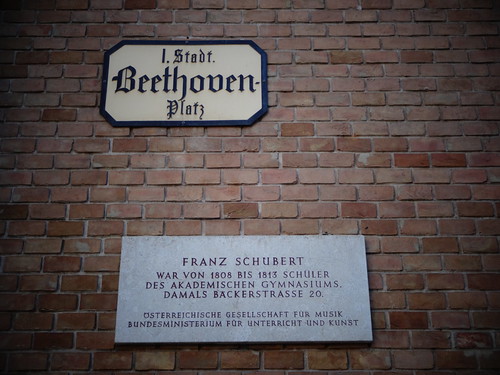 I. Stadt.
Beethoven-
Platz
FRANZ SCHUBERT
WAR VON 1808 BIS 1813 SCHÜLER
DES AKADEMISCHEN GYMNASIUMS,
DAMALS BÄCKERSTRASSE 20.
ÖSTERREICHISCHE GESELLSCHAFT FÜR MUSIK
BUNDESMINISTERIUM FÜR UNTERRICHT UND KUNST